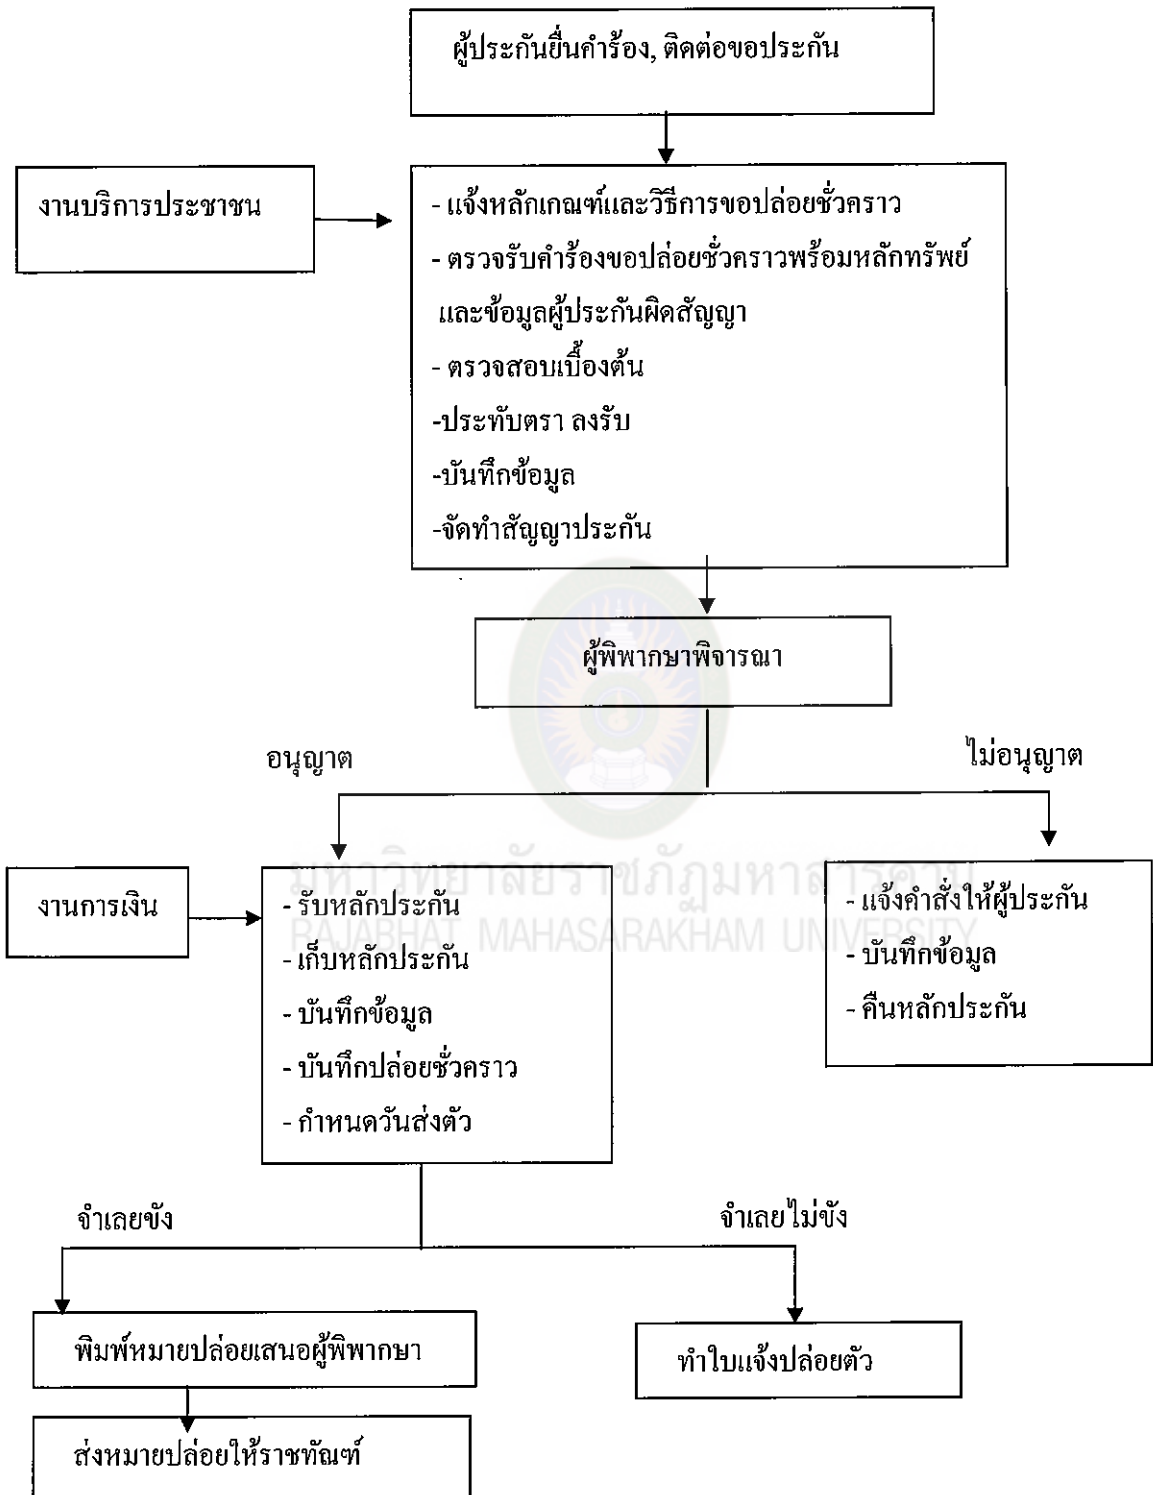 ผู้ประกันยื่นคำร้อง, ติดต่อขอประกัน
งานบริการประชาชน
- แจ้งหลักเกณฑ์และวิธีการขอปล่อยชั่วคราว
- ตรวจรับคำร้องขอปล่อยชั่วคราวพร้อมหลักทรัพย์
และข้อมูลผู้ประกันผิดสัญญา
- ตรวจสอบเบื้องต้น
-ประทับตรา ลงรับ
-บันทึกข้อมูล
-จัดทำสัญญาประกัน
ผู้พิพากษาพิจารณา
อนุญาต
ไม่อนุญาต
มหาวิทยาลัยราชภัฏมหาสารคาม
RAJABHAT MAHASARAKHAM UNIVERSITY
งานการเงิน
- รับหลักประกัน
- เก็บหลักประกัน
- บันทึกข้อมูล
- บันทึกปล่อยชั่วคราว
- กำหนดวันส่งตัว
- แจ้งคำสั่งให้ผู้ประกัน
- บันทึกข้อมูล
- คืนหลักประกัน
จำเลยขัง
จำเลยไม่ขัง
พิมพ์หมายปล่อยเสนอผู้พิพากษา
ทำใบแจ้งปล่อยตัว
ส่งหมายปล่อยให้ราชทัณฑ์